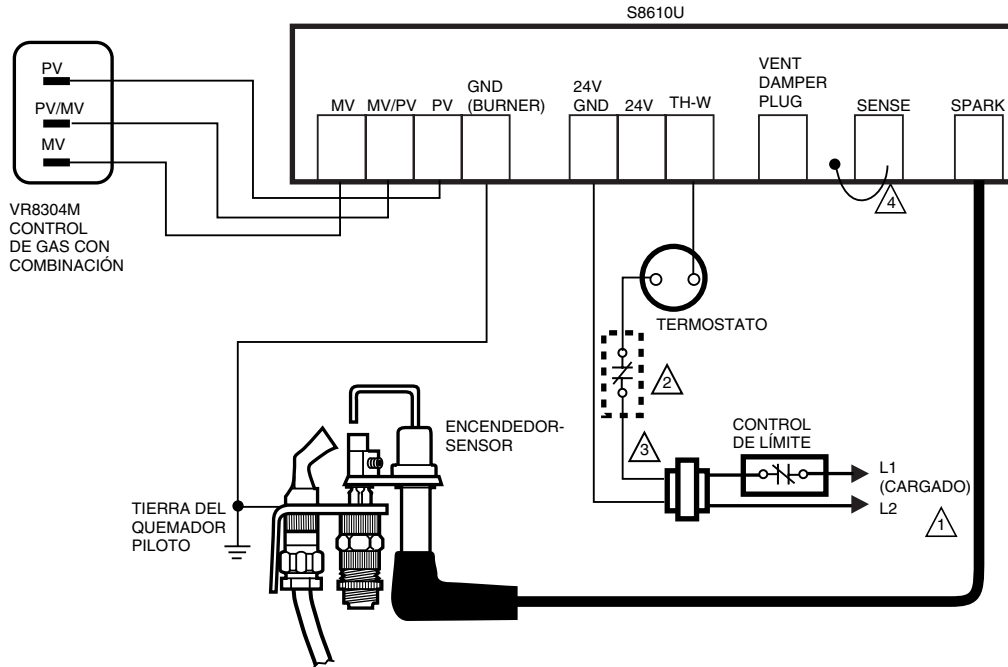 S8610U
PV
PV/MV
MV
VR8304M
CONTROL
DE GAS CON
COMBINACIÓN
MV
MV/PV
PV
GND
(BURNER)
24V
GND
24V
TH-W
VENT
DAMPER
PLUG
SENSE
SPARK
4
TERMOSTATO
2
3
ENCENDEDOR-
SENSOR
CONTROL
DE LÍMITE
L1
(CARGADO)
L2
1
TIERRA DEL
QUEMADOR
PILOTO